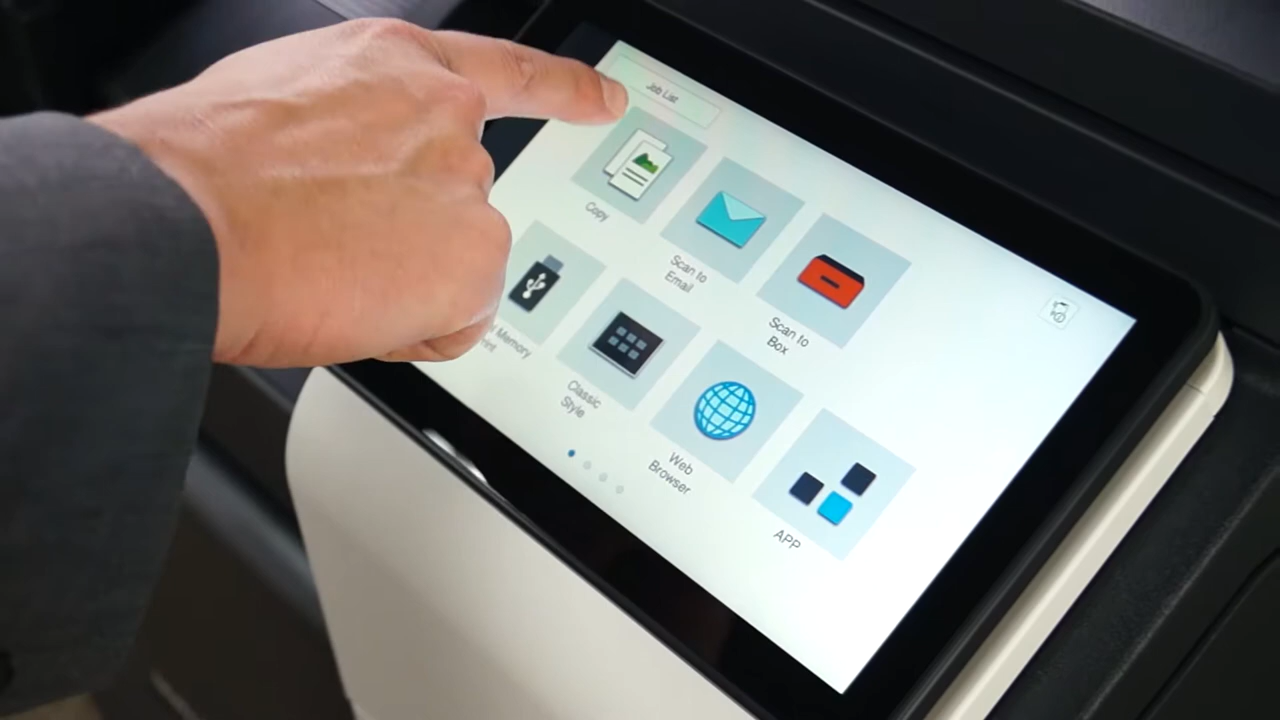 Job List
Copy
Scan to
Email
Scan to
Box
Memory
Classic
Style
Web
Browser
APP